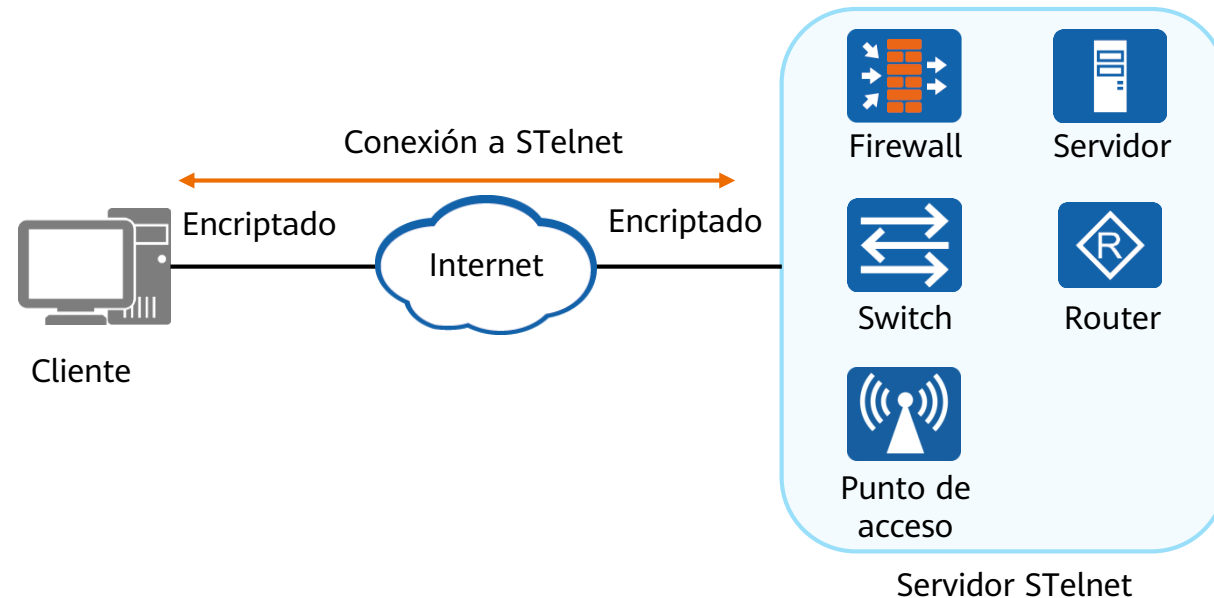 Conexión a STelnet
Encriptado
Encriptado
Internet
Cliente
Firewall
Servidor
Switch
R
Router
Punto de
acceso
Servidor STelnet